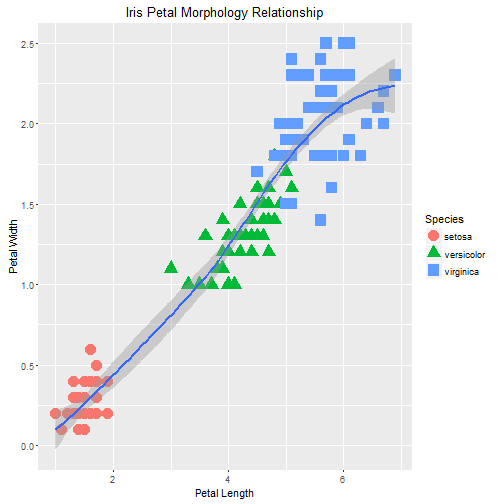 Iris Petal Morphology Relationship
2.5
2.0
1.5
1.0
0.5
0.0
Petal Width
2
4
6
Petal Length
Species
setosa
versicolor
virginica